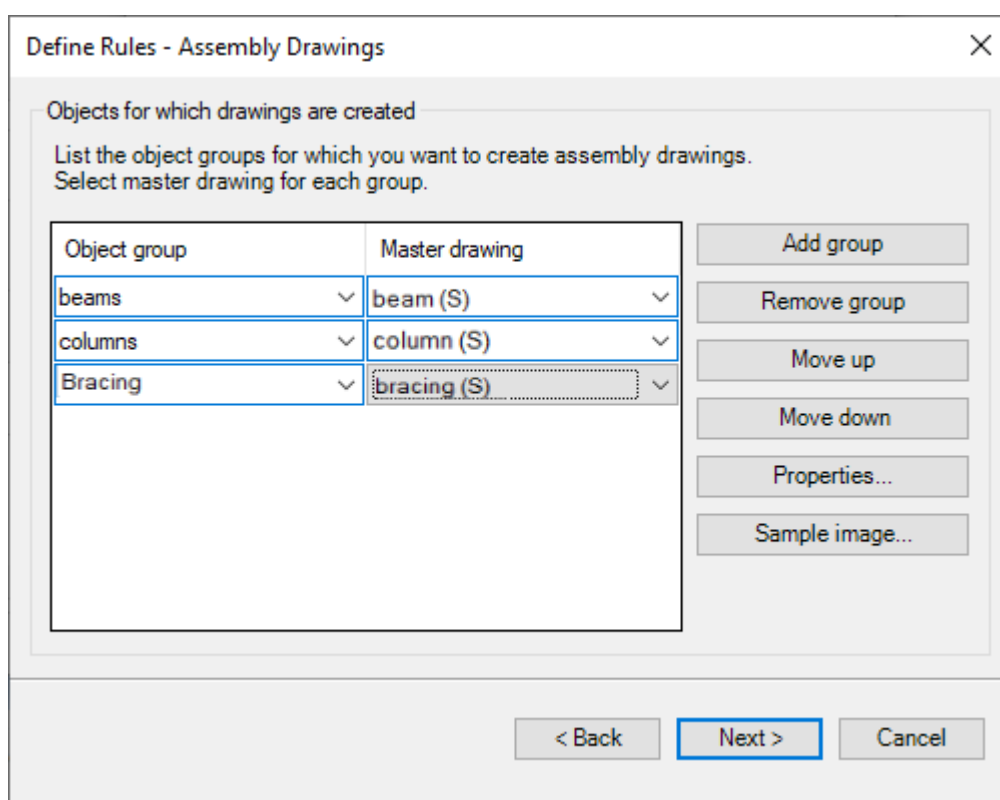 Define Rules - Assembly Drawings
Objects for which drawings are created
List the object groups for which you want to create assembly drawings.
Select master drawing for each group.
Object group Master drawing
beams beam (S)
columns column (S)
Bracing bracing (S)
Add group
Remove group
Move up
Move down
Properties...
Sample image...
< Back Next > Cancel